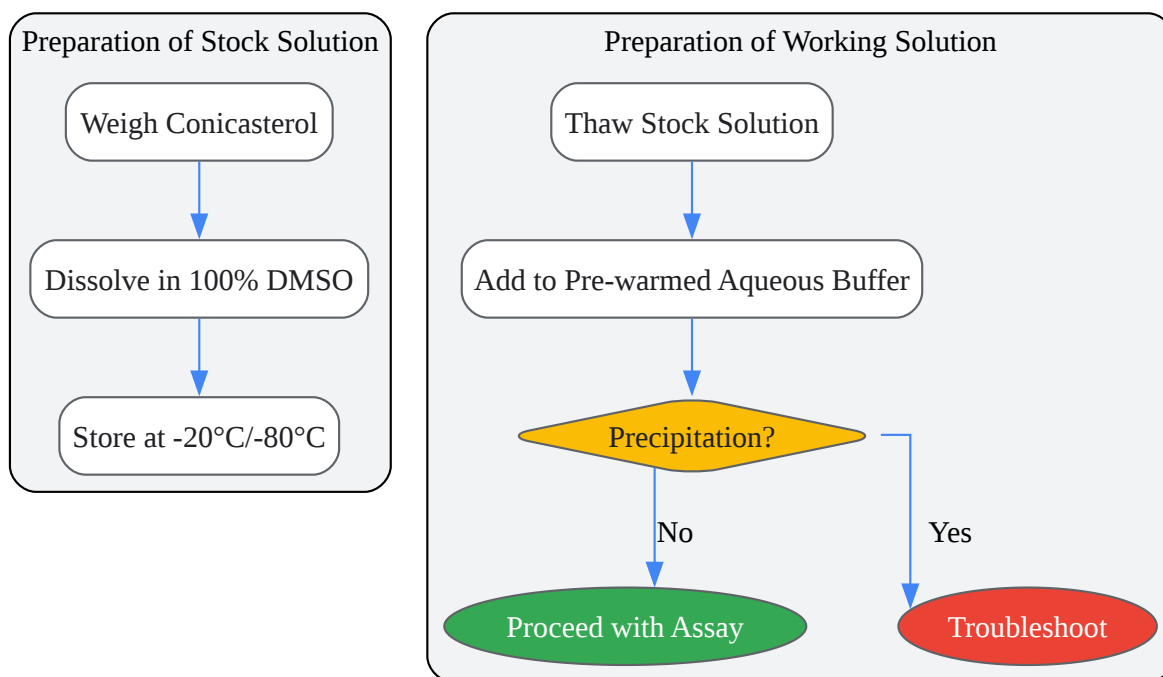 Preparation of Stock Solution
Weigh Conicasterol
Dissolve in 100% DMSO
Store at -20°C/-80°C
Preparation of Working Solution
Thaw Stock Solution
Add to Pre-warmed Aqueous Buffer
Precipitation?
No
Yes
Proceed with Assay
Troubleshoot